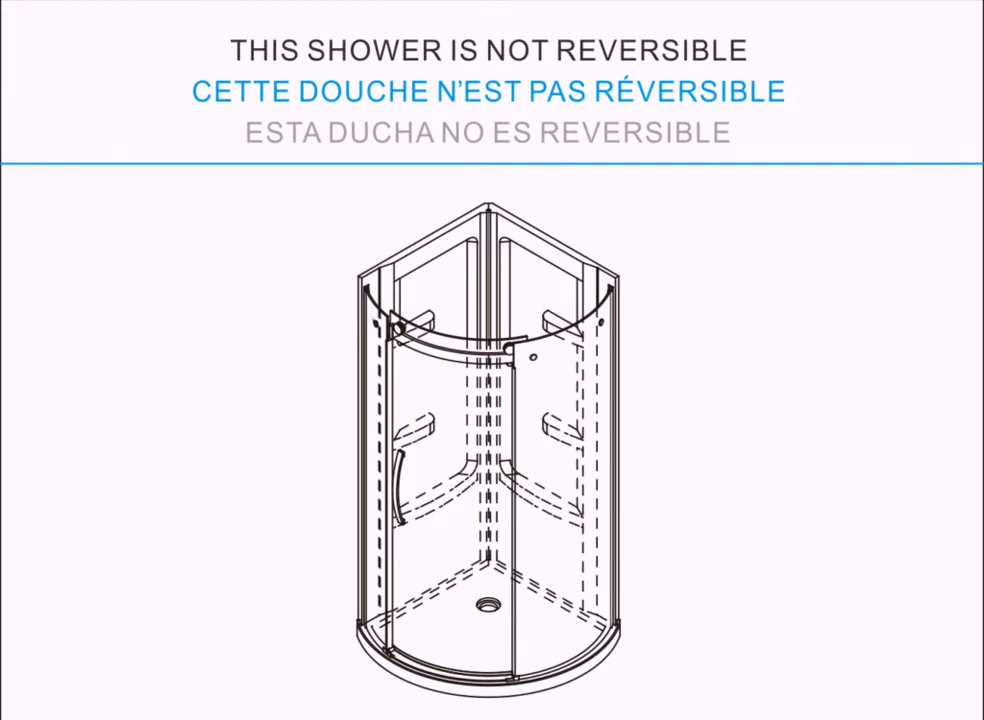 THIS SHOWER IS NOT REVERSIBLE
CETTE DOUCHE N'EST PAS RÉVERSIBLE
ESTA DUCHA NO ES REVERSIBLE